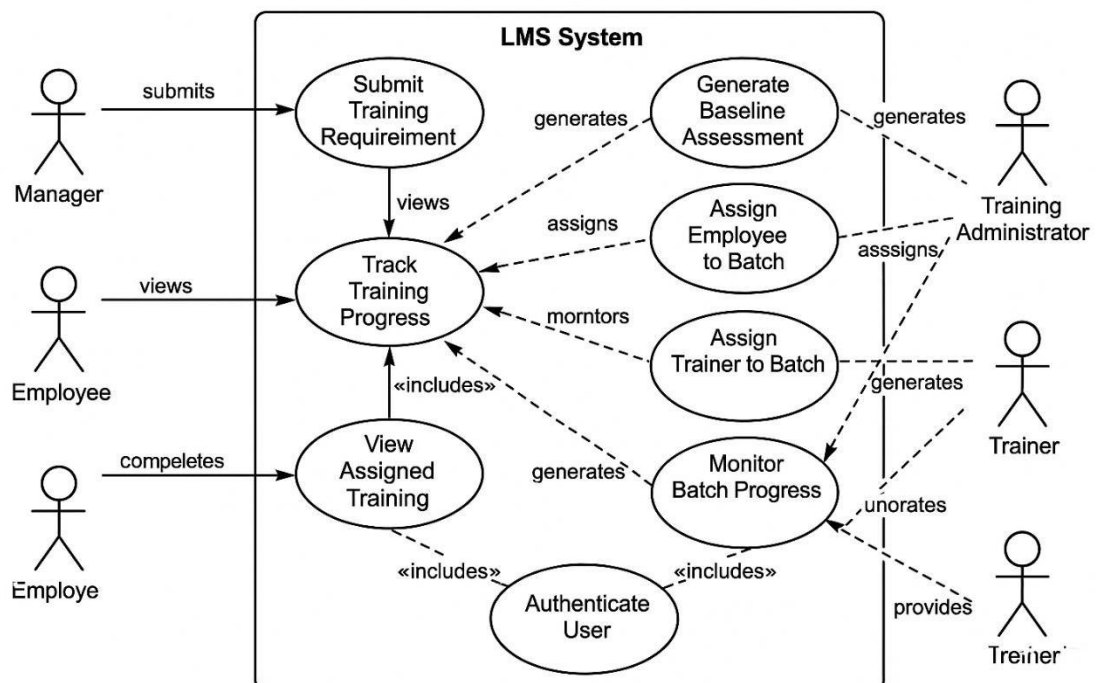 LMS System
submits
Submit
Training
Requireiment
Manager
views
generates
Generate
Baseline
Assessment
generates
Training
Administrator
views
Track
Training
Progress
Employee
assigns
Assign
Employee
to Batch
asssigns
morntors
Assign
Trainer to Batch
generates
Trainer
«includes»
compeletes
View
Assigned
Training
Employe
generates
Monitor
Batch Progress
unorates
«includes»
«includes»
Authenticate
User
provides